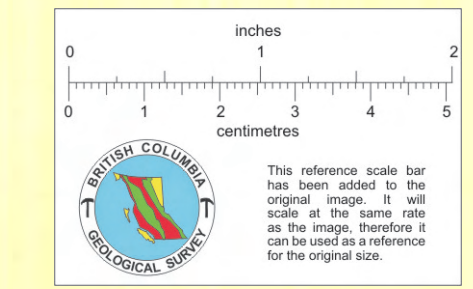 inches
0 1 2
0 1 2 3 4 5
centimetres
BRITISH COLUMBIA
GEOLOGICAL SURVEY
This reference scale bar
has been added to the
original image. It will
scale at the same rate
as the image, therefore it
can be used as a reference
for the original size.